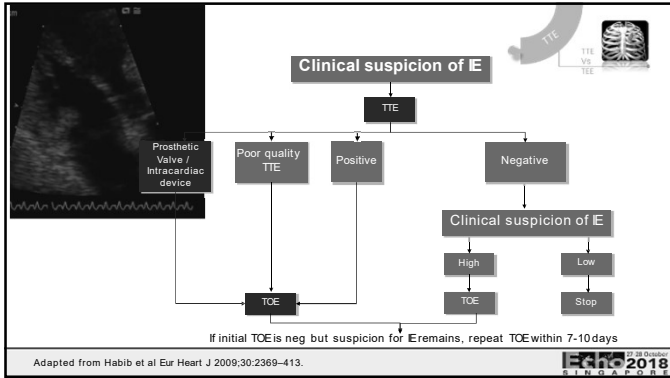 TTE
TTE
Vs
TEE
Clinical suspicion of IE
TTE
Prosthetic
Valve /
Intracardiac
device
Poor quality
TTE
Positive
Negative
Clinical suspicion of IE
High
Low
TOE
TOE
Stop
If initial TOE is neg but suspicion for IE remains, repeat TOE within 7-10 days
Adapted from Habib et al Eur Heart J 2009;30:2369–413.
Echo 27-28 October
2018
SINGAPORE